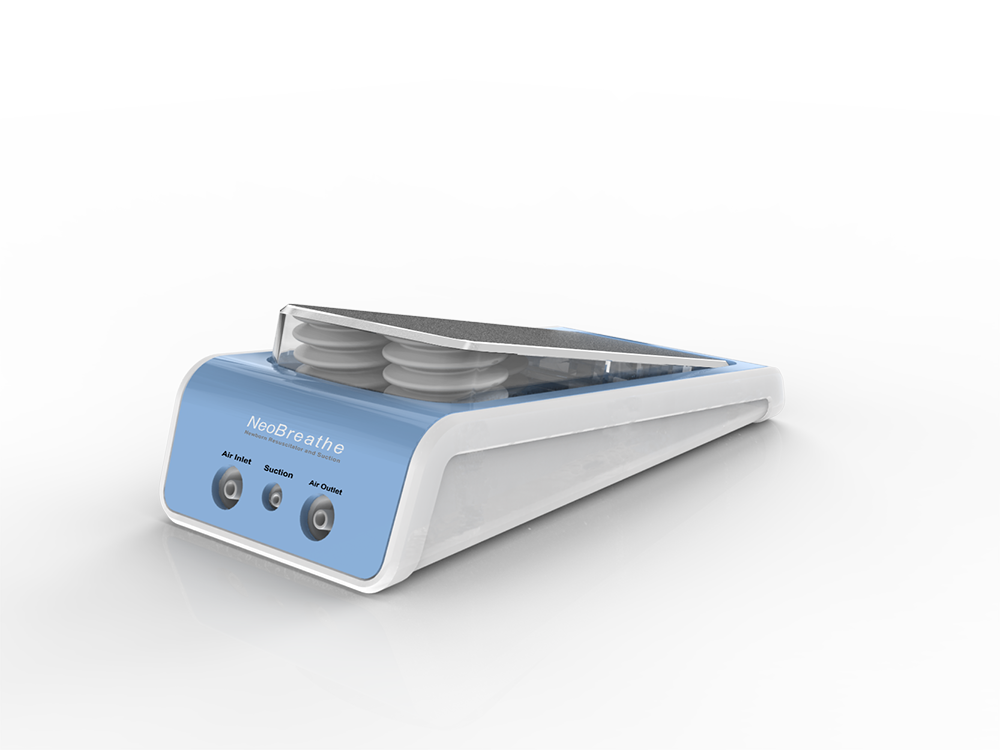 NeoBreathe
Newborn Resuscitator and Suction
Air Inlet
Suction
Air Outlet